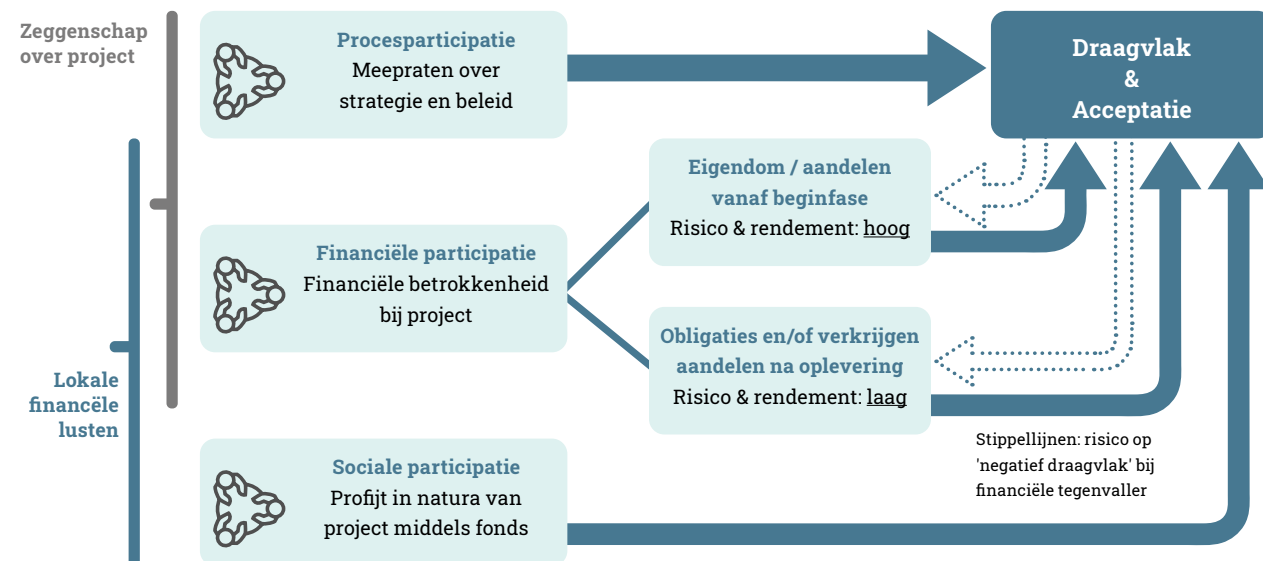 Zeggenschap
over project
Procesparticipatie
Meepraten over
strategie en beleid
Draagvlak
&
Acceptatie
Eigendom / aandelen
vanaf beginfase
Risico & rendement: hoog
Financiële participatie
Financiële betrokkenheid
bij project
Obligaties en/of verkrijgen
aandelen na oplevering
Risico & rendement: laag
Lokale
financële
lusten
Stippellijnen: risico op
'negatief draagvlak' bij
financiële tegenvaller
Sociale participatie
Profijt in natura van
project middels fonds